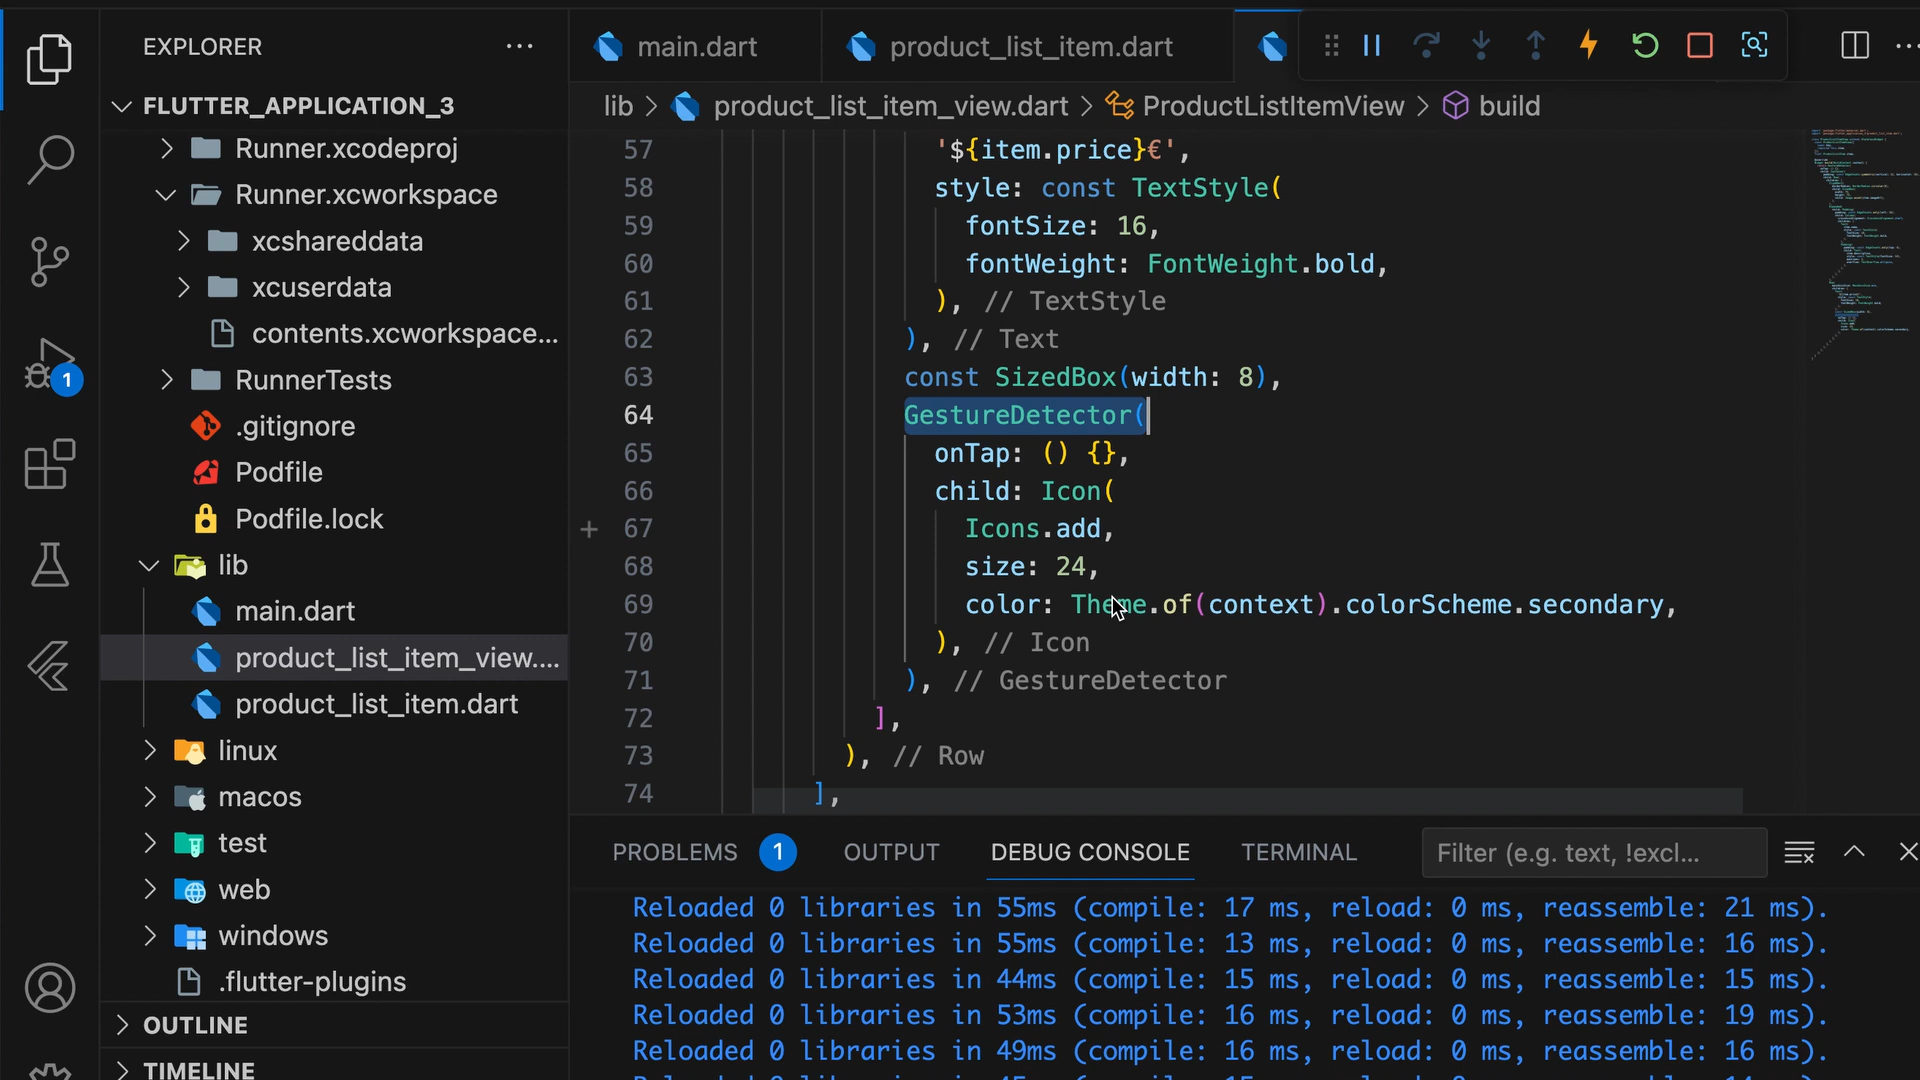 EXPLORER
main.dart
product_list_item.dart
FLUTTER_APPLICATION_3
lib
product_list_item_view.dart
ProductListItemView
build
Runner.xcodeproj
Runner.xcworkspace
xcshareddata
xcuserdata
contents.xcworkspace...
RunnerTests
.gitignore
Podfile
Podfile.lock
lib
main.dart
product_list_item_view....
product_list_item.dart
linux
macos
test
web
windows
.flutter-plugins
OUTLINE
TIMELINE
1
57 '${item.price}€',
58 style: const TextStyle(
59 fontSize: 16,
60 fontWeight: FontWeight.bold,
61 ), // TextStyle
62 ), // Text
63 const SizedBox(width: 8),
64 GestureDetector(
65 onTap: () {},
66 child: Icon(
67 Icons.add,
68 size: 24,
69 color: Theme.of(context).colorScheme.secondary,
70 ), // Icon
71 ), // GestureDetector
72 ],
73 ), // Row
74 ],
PROBLEMS 1 OUTPUT DEBUG CONSOLE TERMINAL Filter (e.g. text, !excl...
Reloaded 0 libraries in 55ms (compile: 17 ms, reload: 0 ms, reassemble: 21 ms).
Reloaded 0 libraries in 55ms (compile: 13 ms, reload: 0 ms, reassemble: 16 ms).
Reloaded 0 libraries in 44ms (compile: 15 ms, reload: 0 ms, reassemble: 15 ms).
Reloaded 0 libraries in 53ms (compile: 16 ms, reload: 0 ms, reassemble: 19 ms).
Reloaded 0 libraries in 49ms (compile: 16 ms, reload: 0 ms, reassemble: 16 ms).